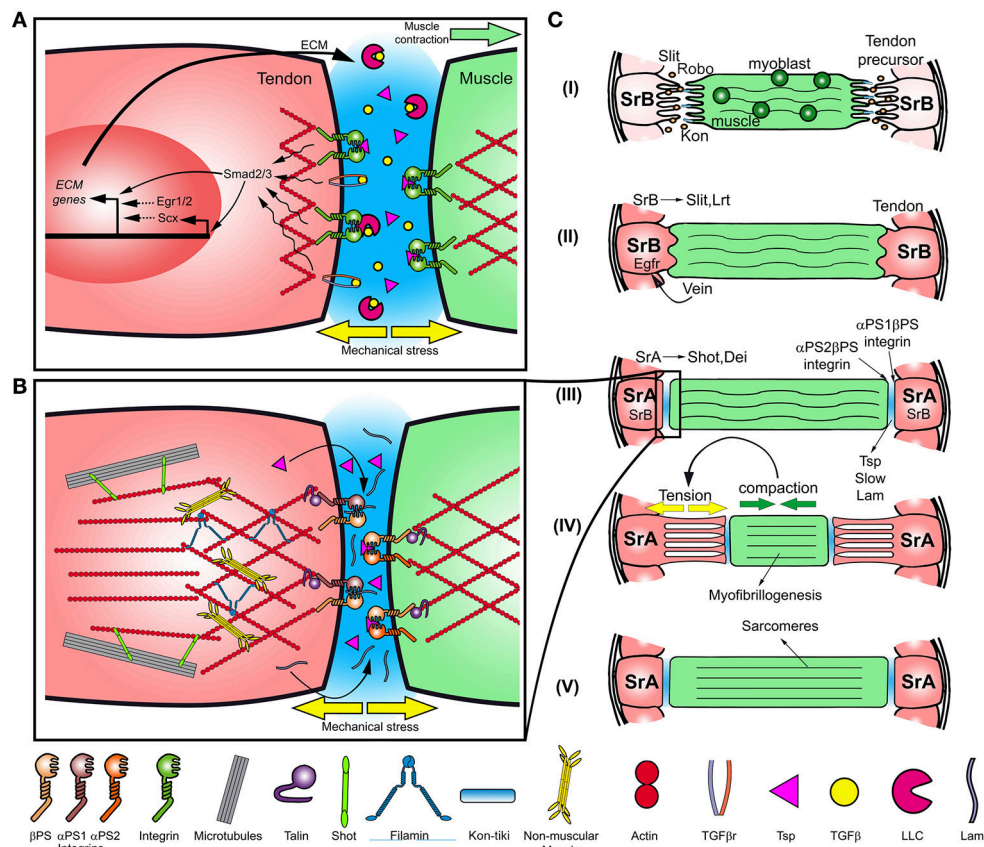 A
ECM
Muscle
contraction
Tendon
Muscle
ECM
genes
Smad2/3
Egr1/2
Scx
Mechanical stress
B
Mechanical stress
C
(I)
Slit
Robo
myoblast
Tendon
precursor
SrB
SrB
muscle
Kon
(II)
SrB
Slit,Lrt
Tendon
SrB
Egfr
SrB
Vein
(III)
SrA
Shot,Dei
αPS1βPS
integrin
αPS2βPS
integrin
SrA
SrB
SrA
SrB
Tsp
Slow
Lam
(IV)
Tension
compaction
SrA
SrA
Myofibrillogenesis
(V)
Sarcomeres
SrA
SrA
βPS αPS1 αPS2
Integrin
Microtubules
Talin
Shot
Filamin
Kon-tiki
Non-muscular
Actin
TGFβr
Tsp
TGFβ
LLC
Lam